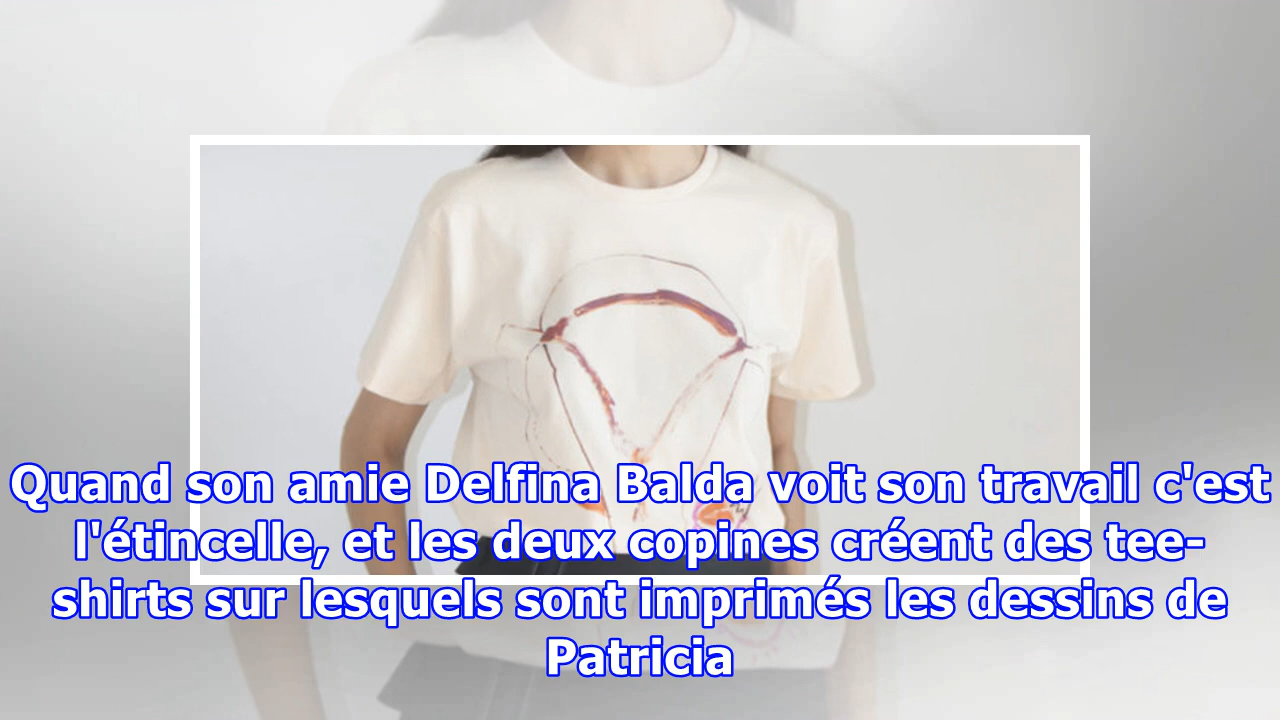 Quand son amie Delfina Balda voit son travail c'est
l'étincelle, et les deux copines créent des tee-
shirts sur lesquels sont imprimés les dessins de
Patricia